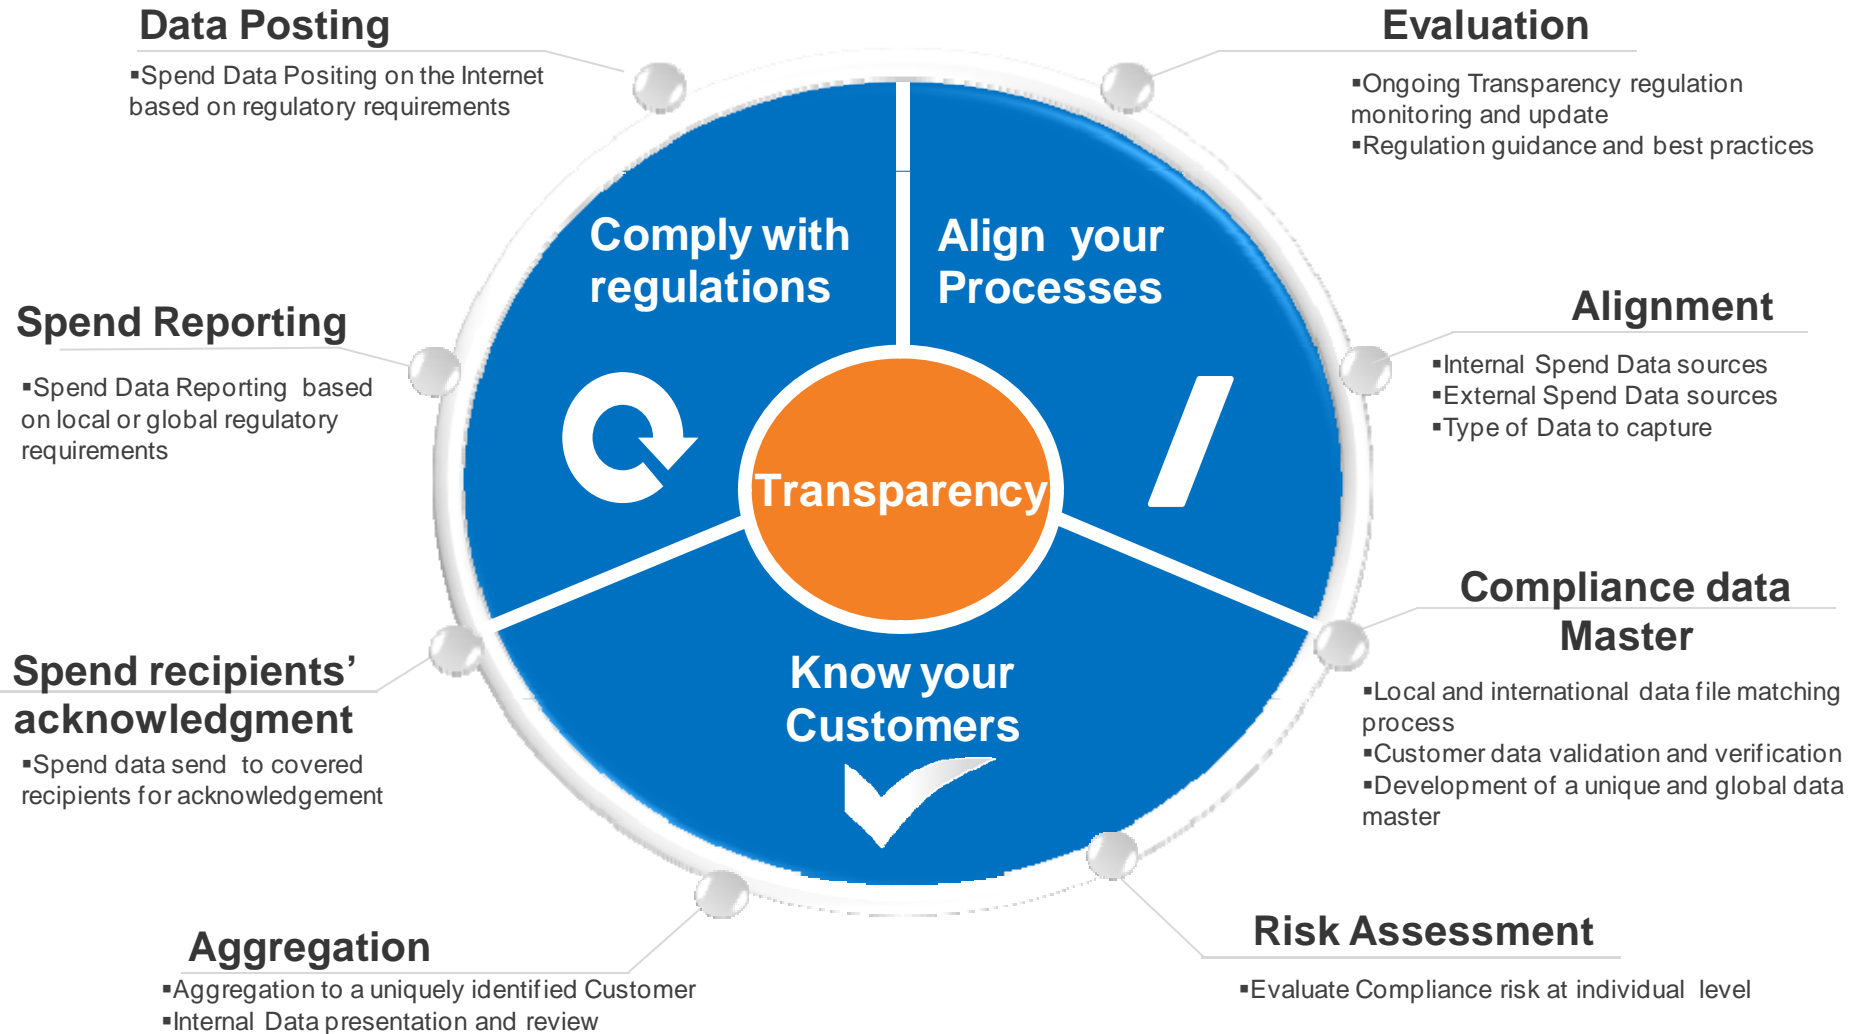 Data Posting
▪Spend Data Positing on the Internet
based on regulatory requirements
Evaluation
▪Ongoing Transparency regulation
monitoring and update
▪Regulation guidance and best practices
Comply with
regulations
Align your
Processes
Spend Reporting
▪Spend Data Reporting based
on local or global regulatory
requirements
Alignment
▪Internal Spend Data sources
▪External Spend Data sources
▪Type of Data to capture
Transparency
Spend recipients’
acknowledgment
▪Spend data send to covered
recipients for acknowledgement
Know your
Customers
Compliance data
Master
▪Local and international data file matching
process
▪Customer data validation and verification
▪Development of a unique and global data
master
Aggregation
▪Aggregation to a uniquely identified Customer
▪Internal Data presentation and review
Risk Assessment
▪Evaluate Compliance risk at individual level